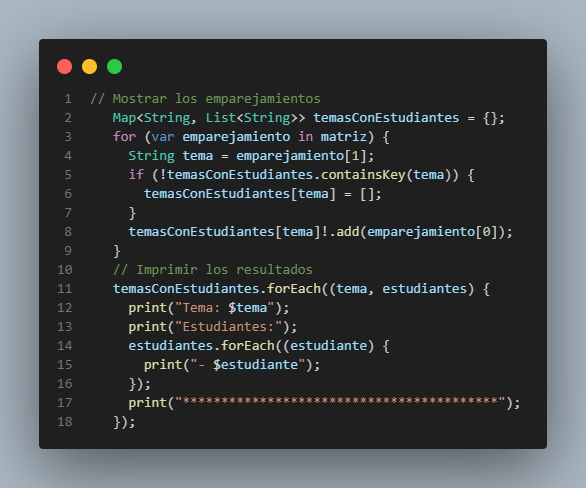 1 // Mostrar los emparejamientos
2 Map<String, List<String>> temasConEstudiantes = {};
3 for (var emparejamiento in matriz) {
4 String tema = emparejamiento[1];
5 if (!temasConEstudiantes.containsKey(tema)) {
6 temasConEstudiantes[tema] = [];
7 }
8 temasConEstudiantes[tema]!.add(emparejamiento[0]);
9 }
10 // Imprimir los resultados
11 temasConEstudiantes.forEach((tema, estudiantes) {
12 print("Tema: $tema");
13 print("Estudiantes:");
14 estudiantes.forEach((estudiante) {
15 print("- $estudiante");
16 });
17 print("*****************************************");
18 });